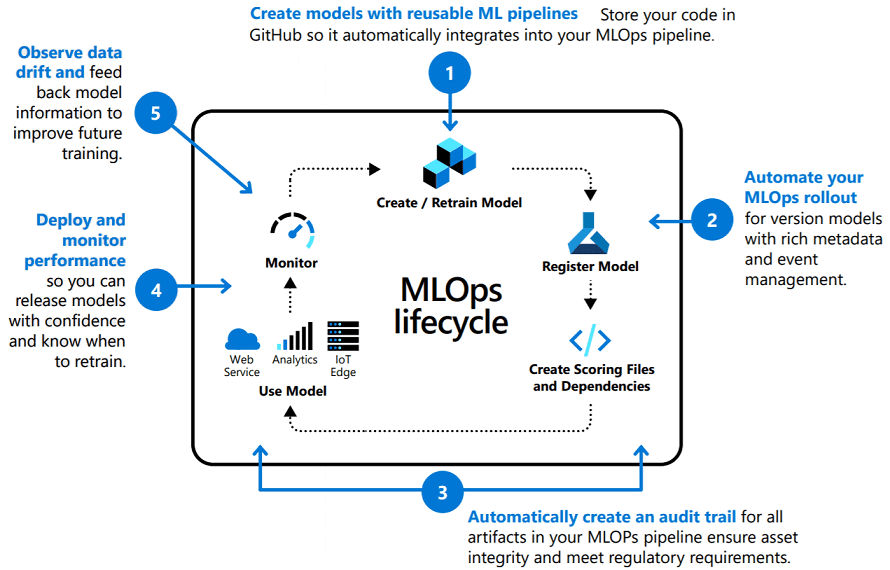 Create models with reusable ML pipelines Store your code in
GitHub so it automatically integrates into your MLOps pipeline.
1
Observe data
drift and feed
back model
information to
improve future
training.
5
Create / Retrain Model
Automate your
MLOps rollout
for version models
with rich metadata
and event
management.
2
Deploy and
monitor
performance
so you can
release models
with confidence
and know when
to retrain.
4
Monitor
Register Model
MLOps
lifecycle
Web
Service
Analytics
IoT
Edge
Use Model
Create Scoring Files
and Dependencies
3
Automatically create an audit trail for all
artifacts in your MLOPs pipeline ensure asset
integrity and meet regulatory requirements.